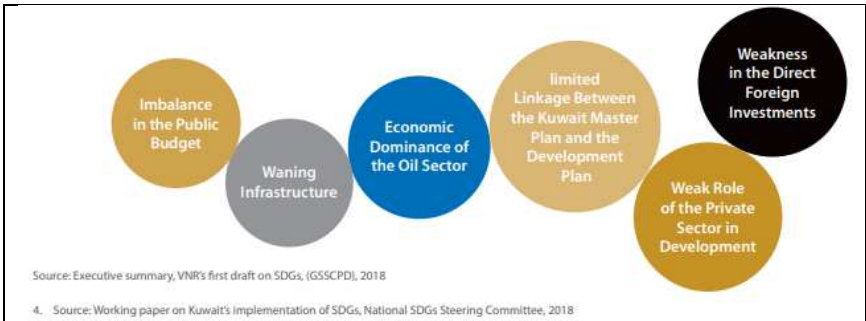 Imbalance
in the Public
Budget
Waning
Infrastructure
Economic
Dominance of
the Oil Sector
limited
Linkage Between
the Kuwait Master
Plan and the
Development
Plan
Weak Role
of the Private
Sector in
Development
Weakness
in the Direct
Foreign
Investments
Source: Executive summary, VNR's first draft on SDGs, (GSSCPD), 2018
4. Source: Working paper on Kuwait's implementation of SDGs, National SDGs Steering Committee, 2018